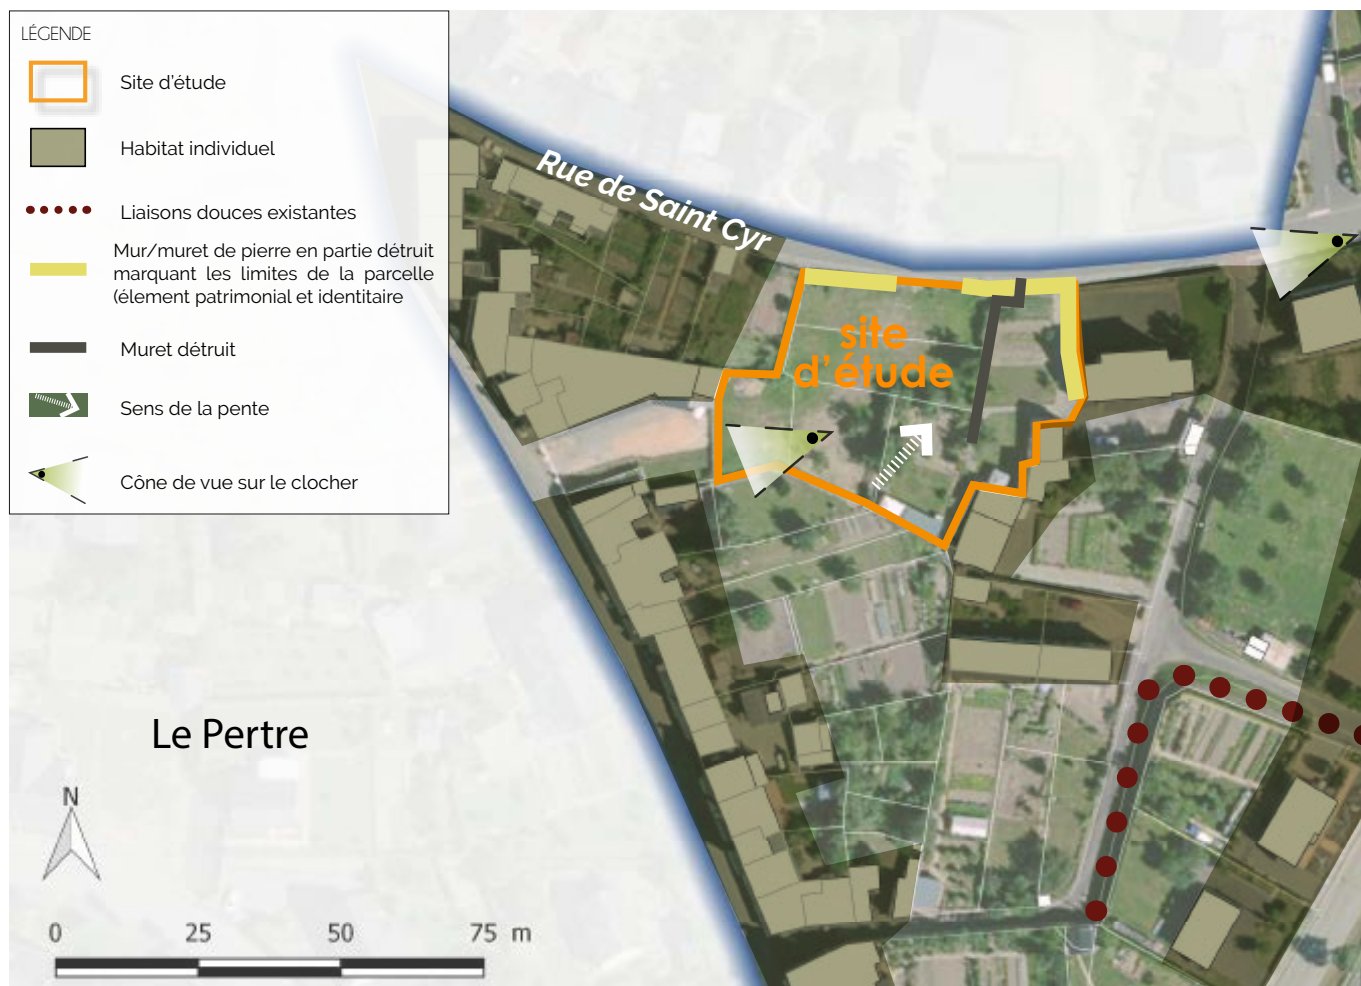 LÉGENDE
Site d'étude
Habitat individuel
Liaisons douces existantes
Mur/muret de pierre en partie détruit
marquant les limites de la parcelle
(élement patrimonial et identitaire
Muret détruit
Sens de la pente
Cône de vue sur le clocher
Rue de Saint Cyr
site
d'étude
Le Pertre
N
0 25 50 75 m